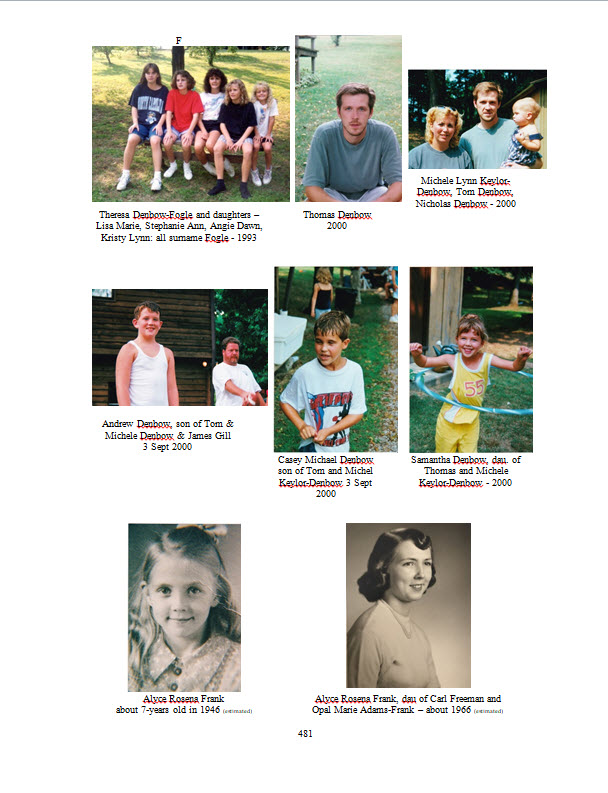 F
Theresa Denbow-Fogle and daughters –
Lisa Marie, Stephanie Ann, Angie Dawn,
Kristy Lynn: all surname Fogle - 1993
Thomas Denbow
2000
Michele Lynn Keylor-
Denbow, Tom Denbow,
Nicholas Denbow - 2000
Andrew Denbow, son of Tom &
Michele Denbow & James Gill
3 Sept 2000
Casey Michael Denbow
son of Tom and Michel
Keylor-Denbow 3 Sept
2000
Samantha Denbow, dau. of
Thomas and Michele
Keylor-Denbow - 2000
55
Alyce Rosena Frank
about 7-years old in 1946 (estimated)
Alyce Rosena Frank, dau of Carl Freeman and
Opal Marie Adams-Frank – about 1966 (estimated)
481